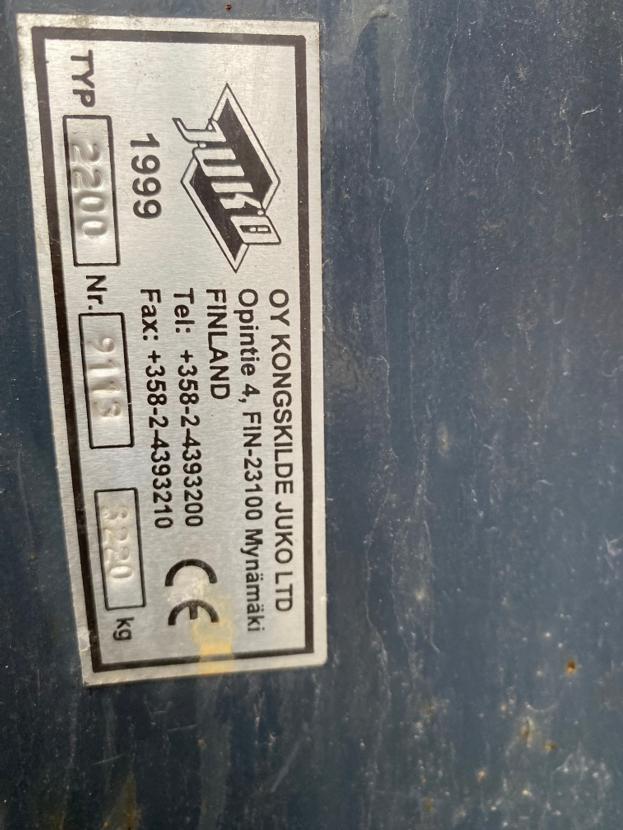 JUKO
1999
OY KONGSKILDE JUKO LTD
Opintie 4, FIN-23100 Mynämäki
FINLAND
Tel: +358-2-4393200
Fax: +358-2-4393210
CE
TYP 2200 Nr. 9113 3220 kg